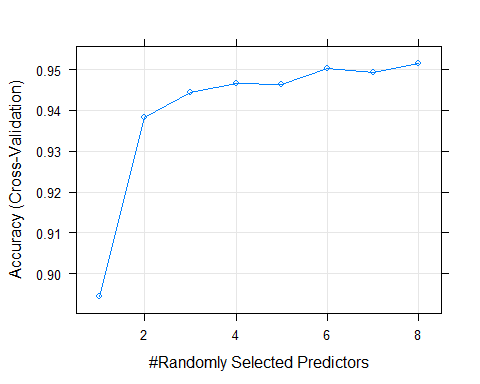 Accuracy (Cross-Validation)
0.95
0.94
0.93
0.92
0.91
0.90
2 4 6 8
#Randomly Selected Predictors